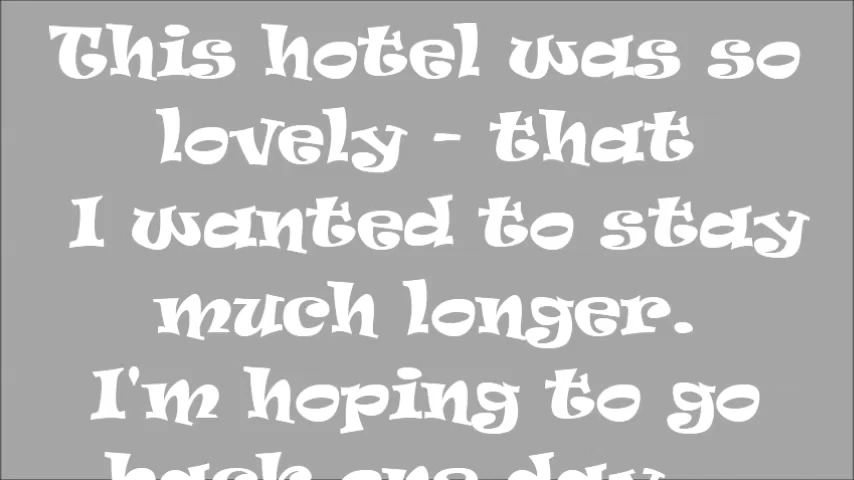 This hotel was so
lovely - that
I wanted to stay
much longer.
I'm hoping to go
back one day